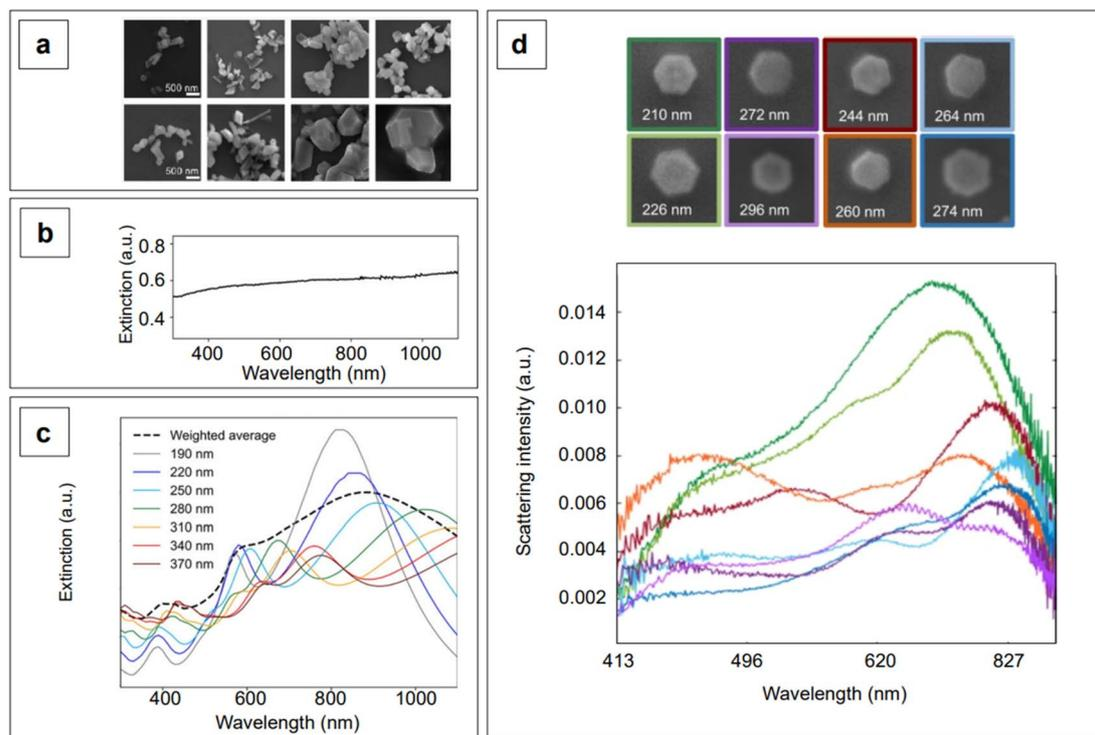 a
500 nm
500 nm
b
Extinction (a.u.)
0.8
0.6
0.4
400 600 800 1000
Wavelength (nm)
c
Extinction (a.u.)
Weighted average
190 nm
220 nm
250 nm
280 nm
310 nm
340 nm
370 nm
400 600 800 1000
Wavelength (nm)
d
210 nm 272 nm 244 nm 264 nm
226 nm 296 nm 260 nm 274 nm
Scattering intensity (a.u.)
0.014
0.012
0.010
0.008
0.006
0.004
0.002
413 496 620 827
Wavelength (nm)